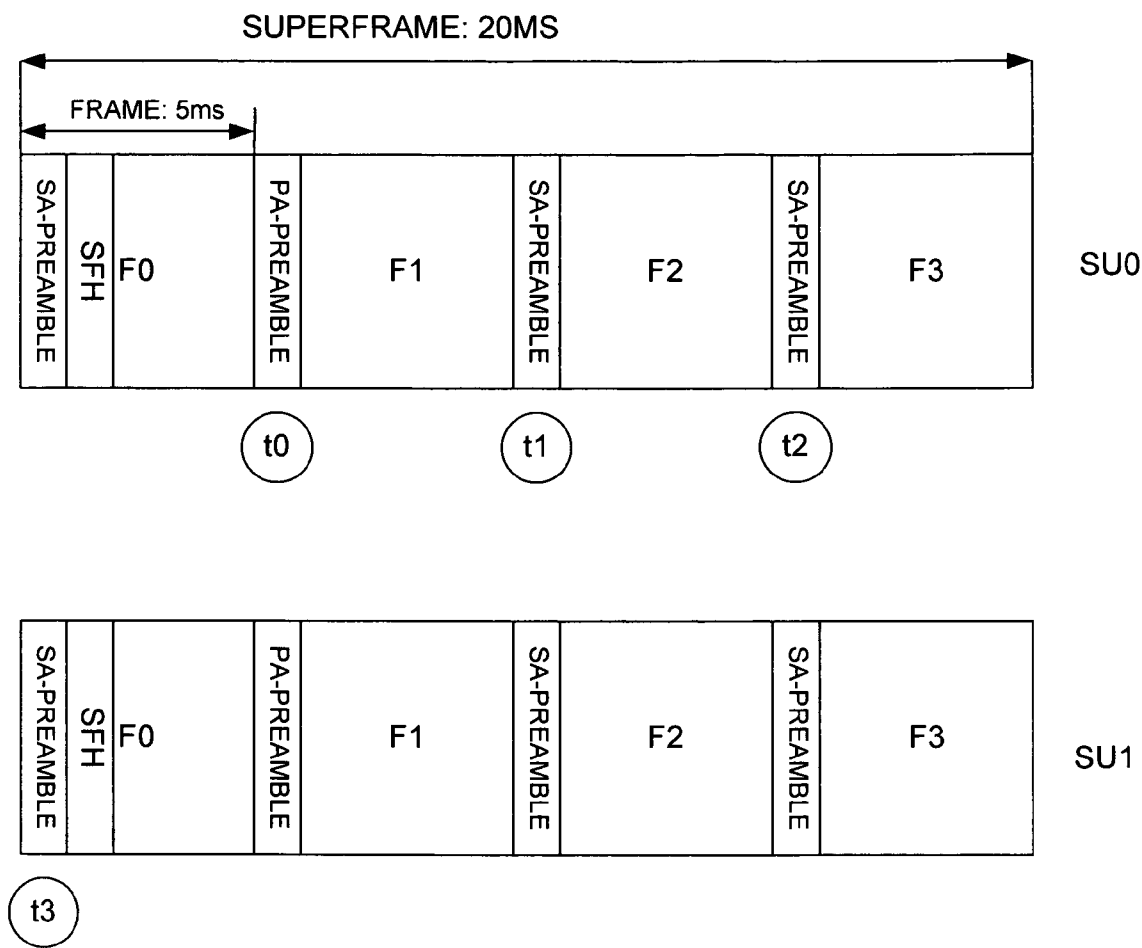 SUPERFRAME: 20MS
FRAME: 5ms
SA-PREAMBLE
SFH
F0
PA-PREAMBLE
F1
SA-PREAMBLE
F2
SA-PREAMBLE
F3
SU0
t0
t1
t2
SA-PREAMBLE
SFH
F0
PA-PREAMBLE
F1
SA-PREAMBLE
F2
SA-PREAMBLE
F3
SU1
t3